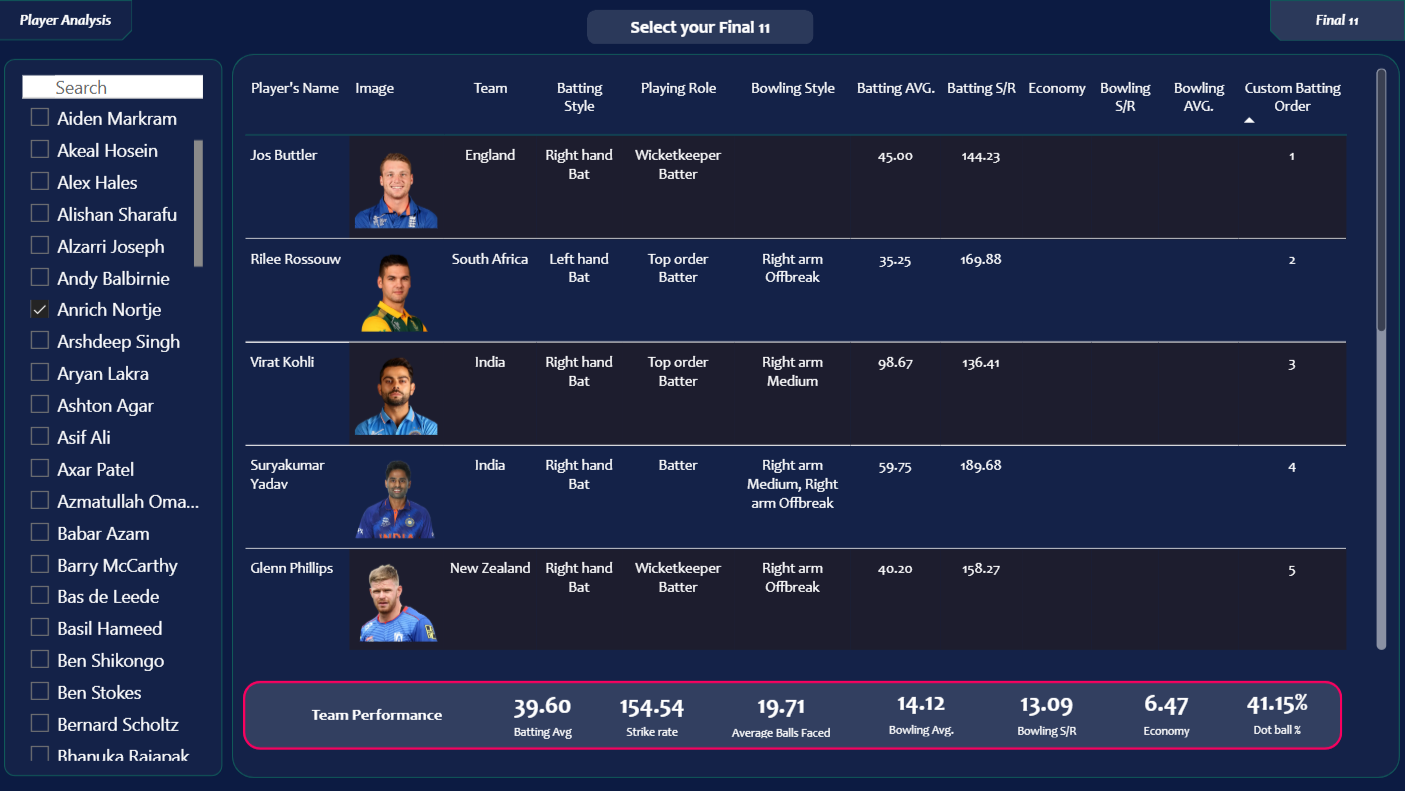 Player Analysis
Select your Final 11
Final 11
Search
Aiden Markram
Akeal Hosein
Alex Hales
Alishan Sharafu
Alzarri Joseph
Andy Balbirnie
Anrich Nortje
Arshdeep Singh
Aryan Lakra
Ashton Agar
Asif Ali
Axar Patel
Azmatullah Oma...
Babar Azam
Barry McCarthy
Bas de Leede
Basil Hameed
Ben Shikongo
Ben Stokes
Bernard Scholtz
Bhanuka Rajapak
Player's Name Image Team Batting Playing Role Bowling Style Batting AVG. Batting S/R Economy Bowling Bowling Custom Batting
Style S/R AVG. Order
Jos Buttler England Right hand Wicketkeeper 45.00 144.23 1
Bat Batter
Rilee Rossouw South Africa Left hand Top order Right arm 35.25 169.88 2
Bat Batter Offbreak
Virat Kohli India Right hand Top order Right arm 98.67 136.41 3
Bat Batter Medium
Suryakumar India Right hand Batter Right arm 59.75 189.68 4
Yadav Bat Medium, Right
arm Offbreak
INDIA
Glenn Phillips New Zealand Right hand Wicketkeeper Right arm 40.20 158.27 5
Bat Batter Offbreak
Team Performance 39.60 154.54 19.71 14.12 13.09 6.47 41.15%
Batting Avg Strike rate Average Balls Faced Bowling Avg. Bowling S/R Economy Dot ball %